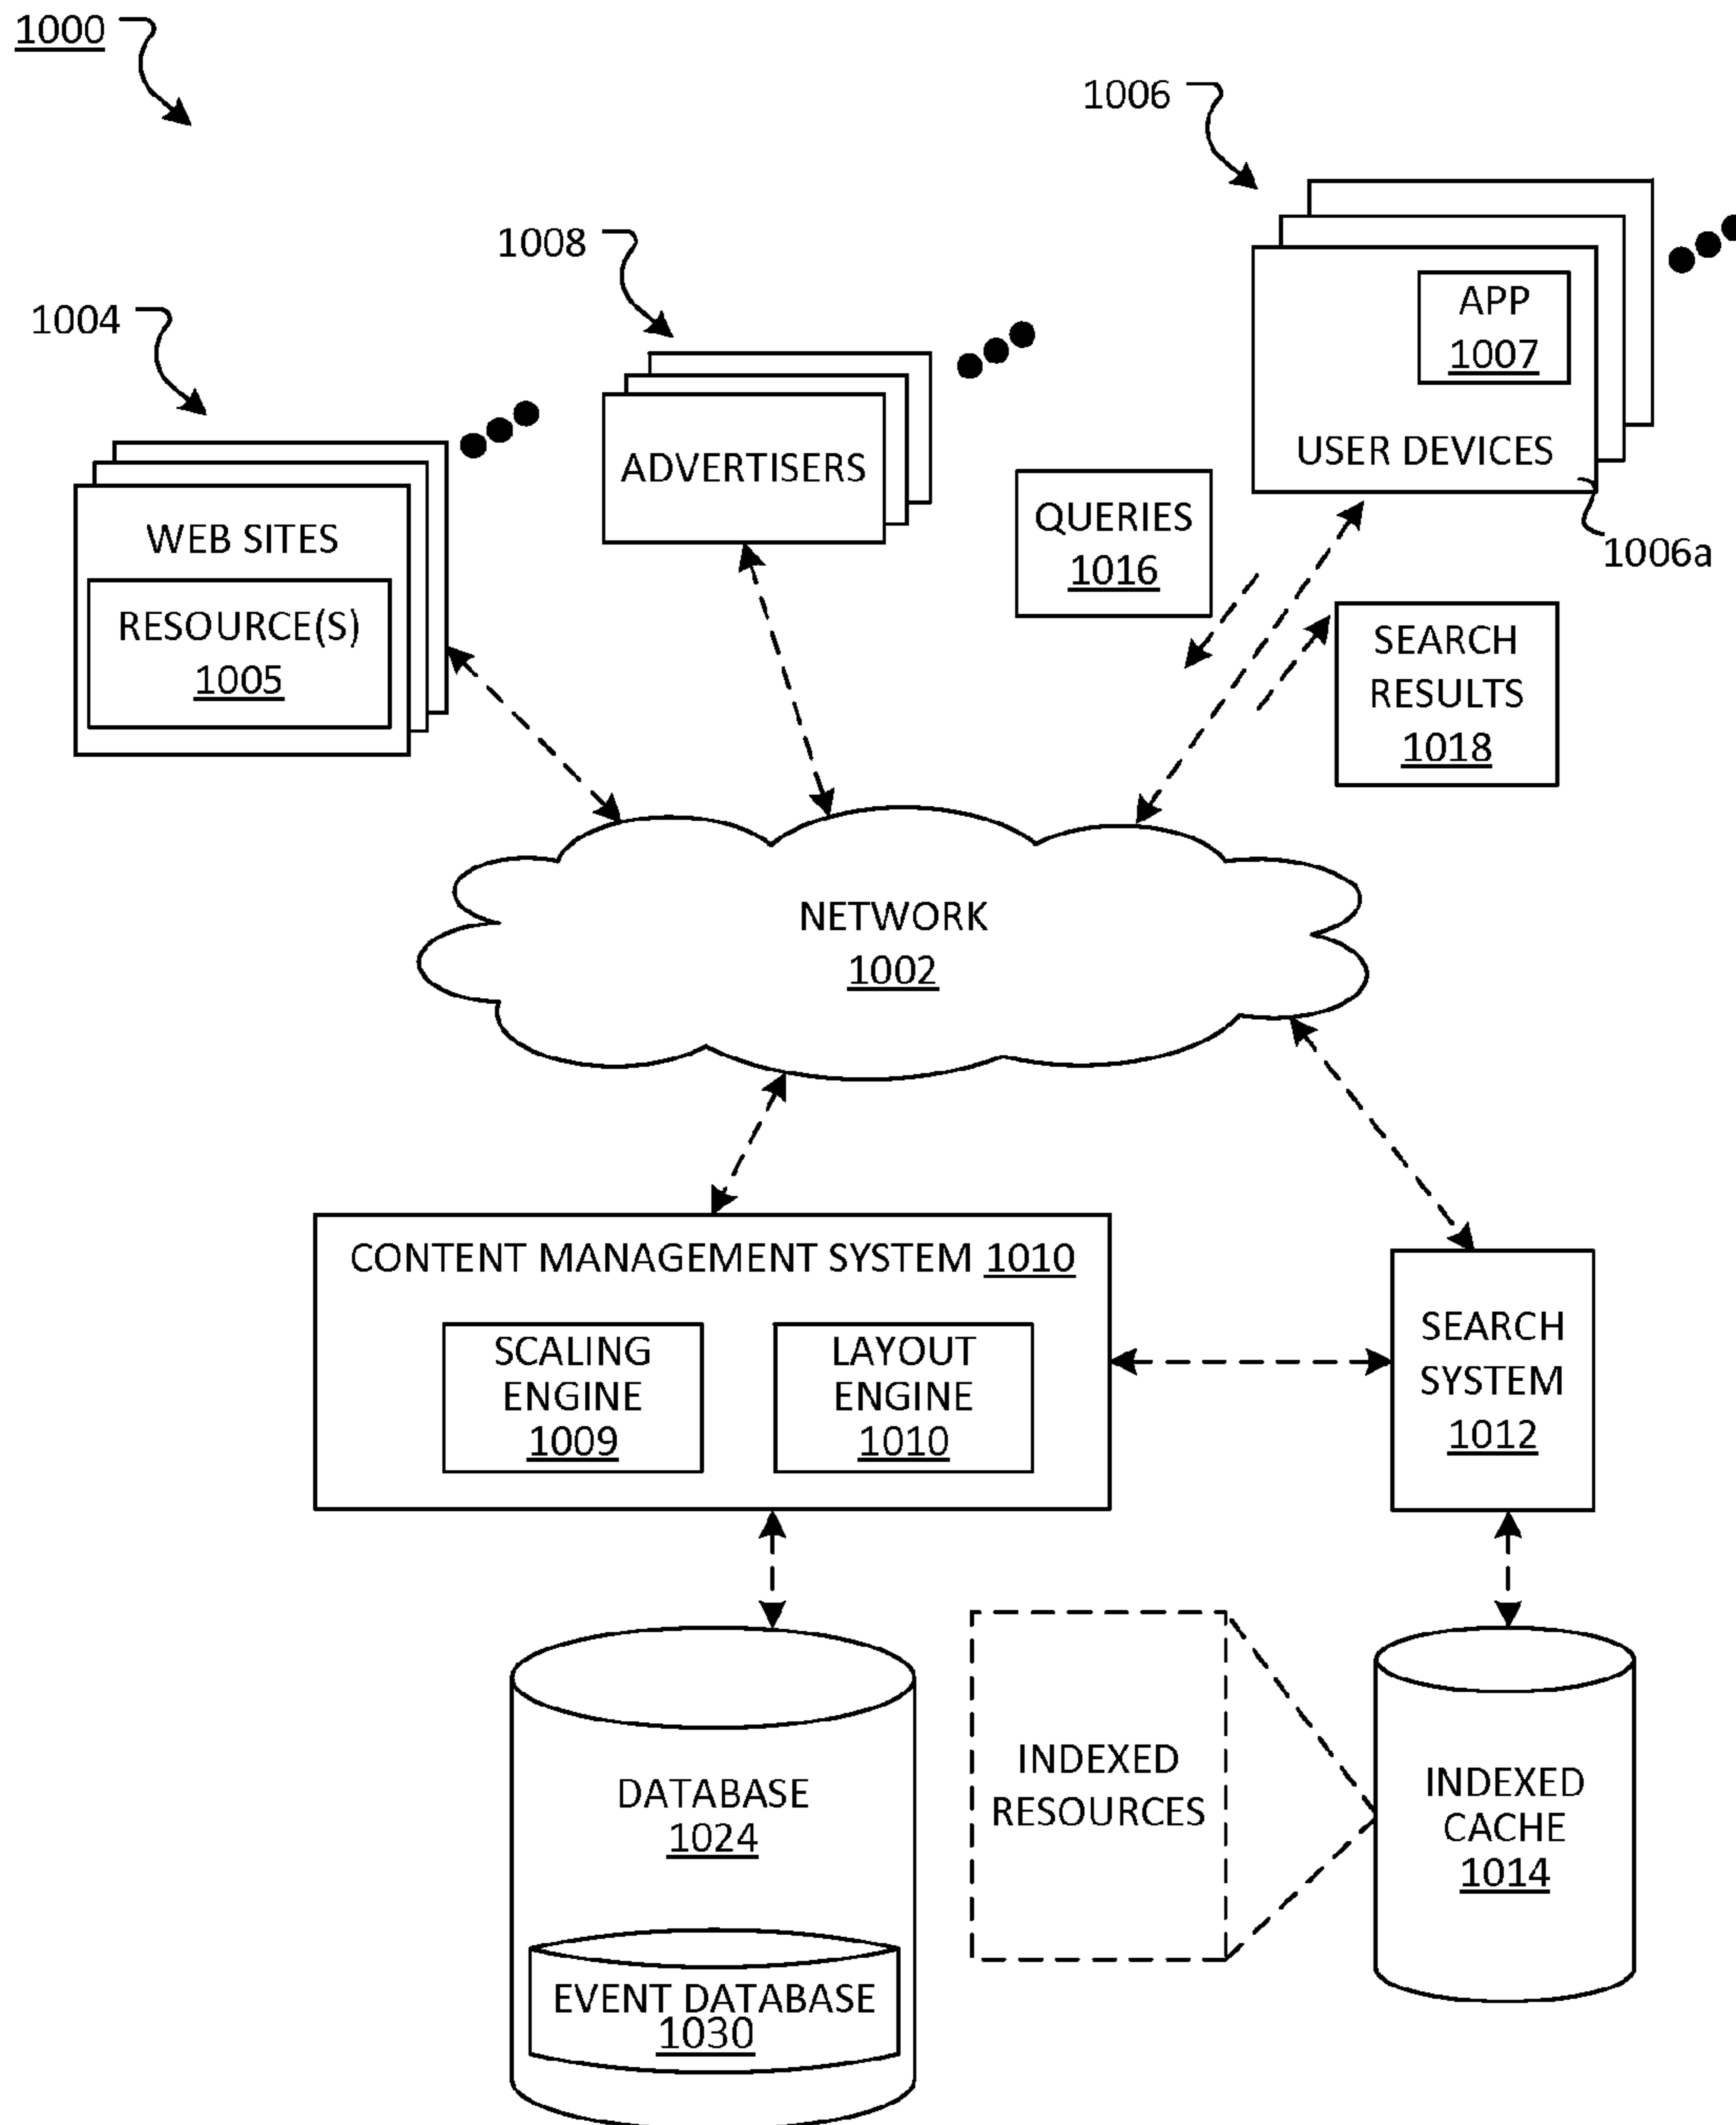 1000
1006
1008
1004
APP
1007
USER DEVICES
1006a
ADVERTISERS
QUERIES
1016
WEB SITES
RESOURCE(S)
1005
SEARCH
RESULTS
1018
NETWORK
1002
CONTENT MANAGEMENT SYSTEM 1010
SCALING
ENGINE
1009
LAYOUT
ENGINE
1010
SEARCH
SYSTEM
1012
DATABASE
1024
EVENT DATABASE
1030
INDEXED
RESOURCES
INDEXED
CACHE
1014